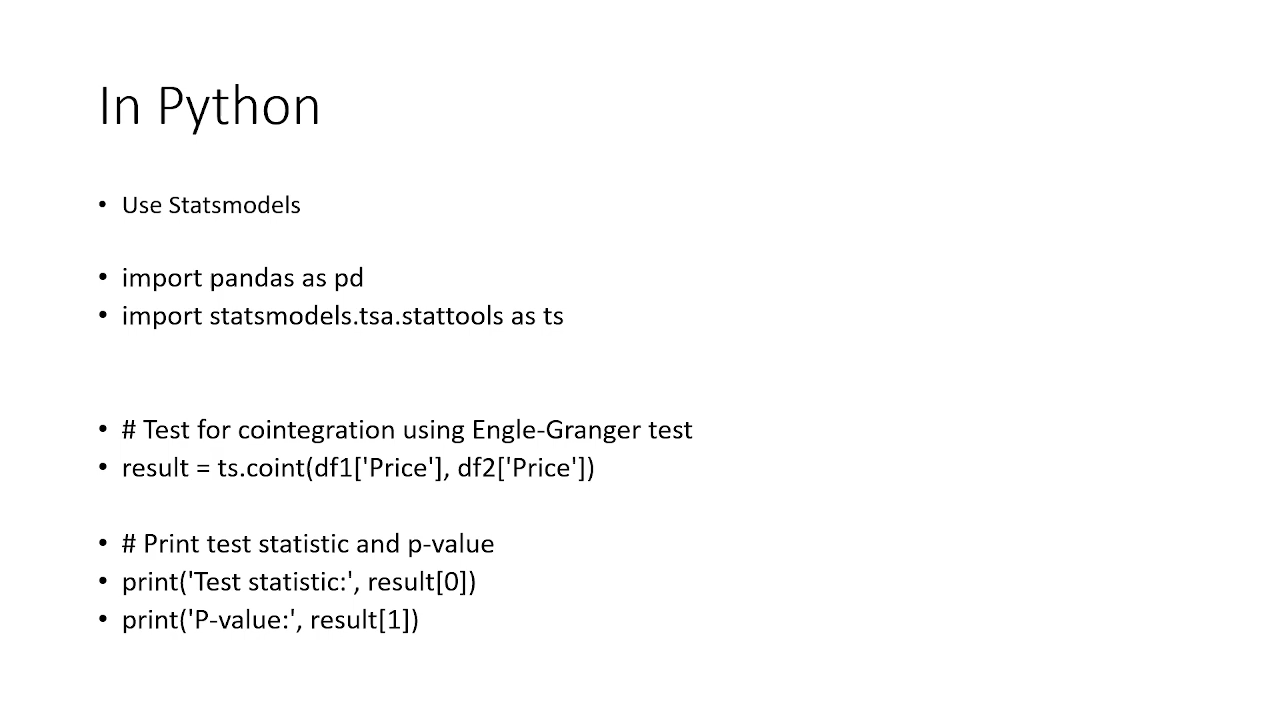 In Python
• Use Statsmodels
• import pandas as pd
• import statsmodels.tsa.stattools as ts
• # Test for cointegration using Engle-Granger test
• result = ts.coint(df1['Price'], df2['Price'])
• # Print test statistic and p-value
• print('Test statistic:', result[0])
• print('P-value:', result[1])